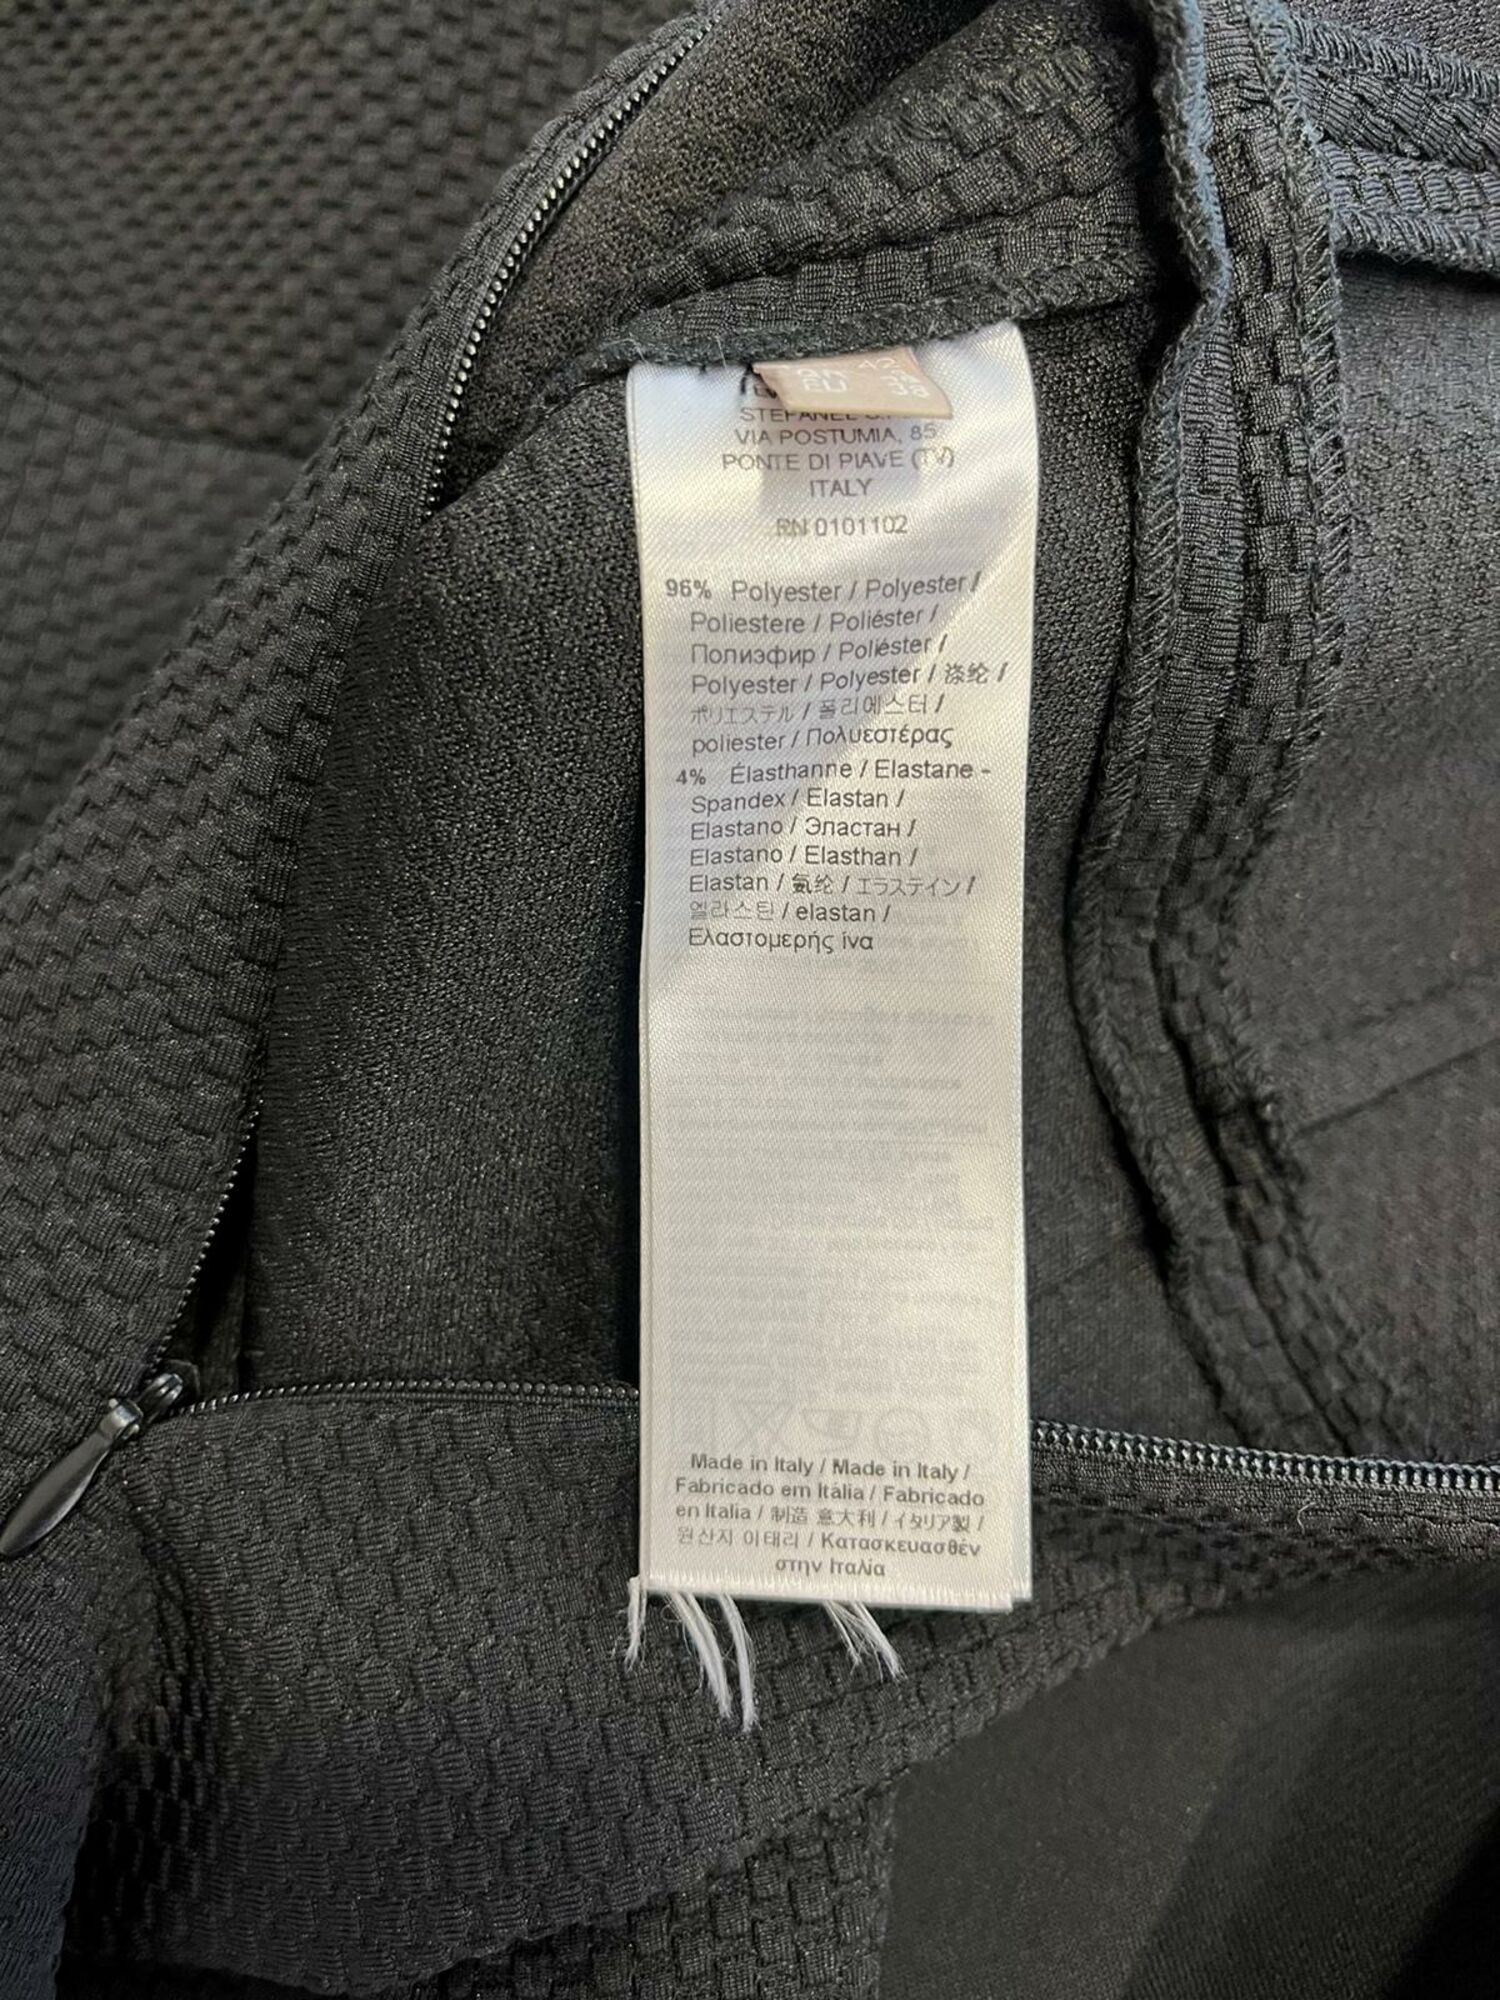 42
EU 38
STEFANEL
VIA POSTUMIA, 85
PONTE DI PIAVE (TV)
ITALY
RN 0101102
96% Polyester / Polyester /
Poliestere / Poliéster /
Полиэфир / Poliéster /
Polyester / Polyester / 涤纶 /
ポリエステル / 폴리에스터 /
poliester / Πολυεστέρας
4% Élasthanne / Elastane -
Spandex / Elastan /
Elastano / Эластан /
Elastano / Elasthan /
Elastan / 氨纶 / エラステイン /
엘라스틴 / elastan /
Ελαστομερής ίνα
Made in Italy / Made in Italy /
Fabricado em Itàlia / Fabricado
en Italia / 制造 意大利 / イタリア製 /
원산지 이태리 / Κατασκευασθέν
στην Ιταλία